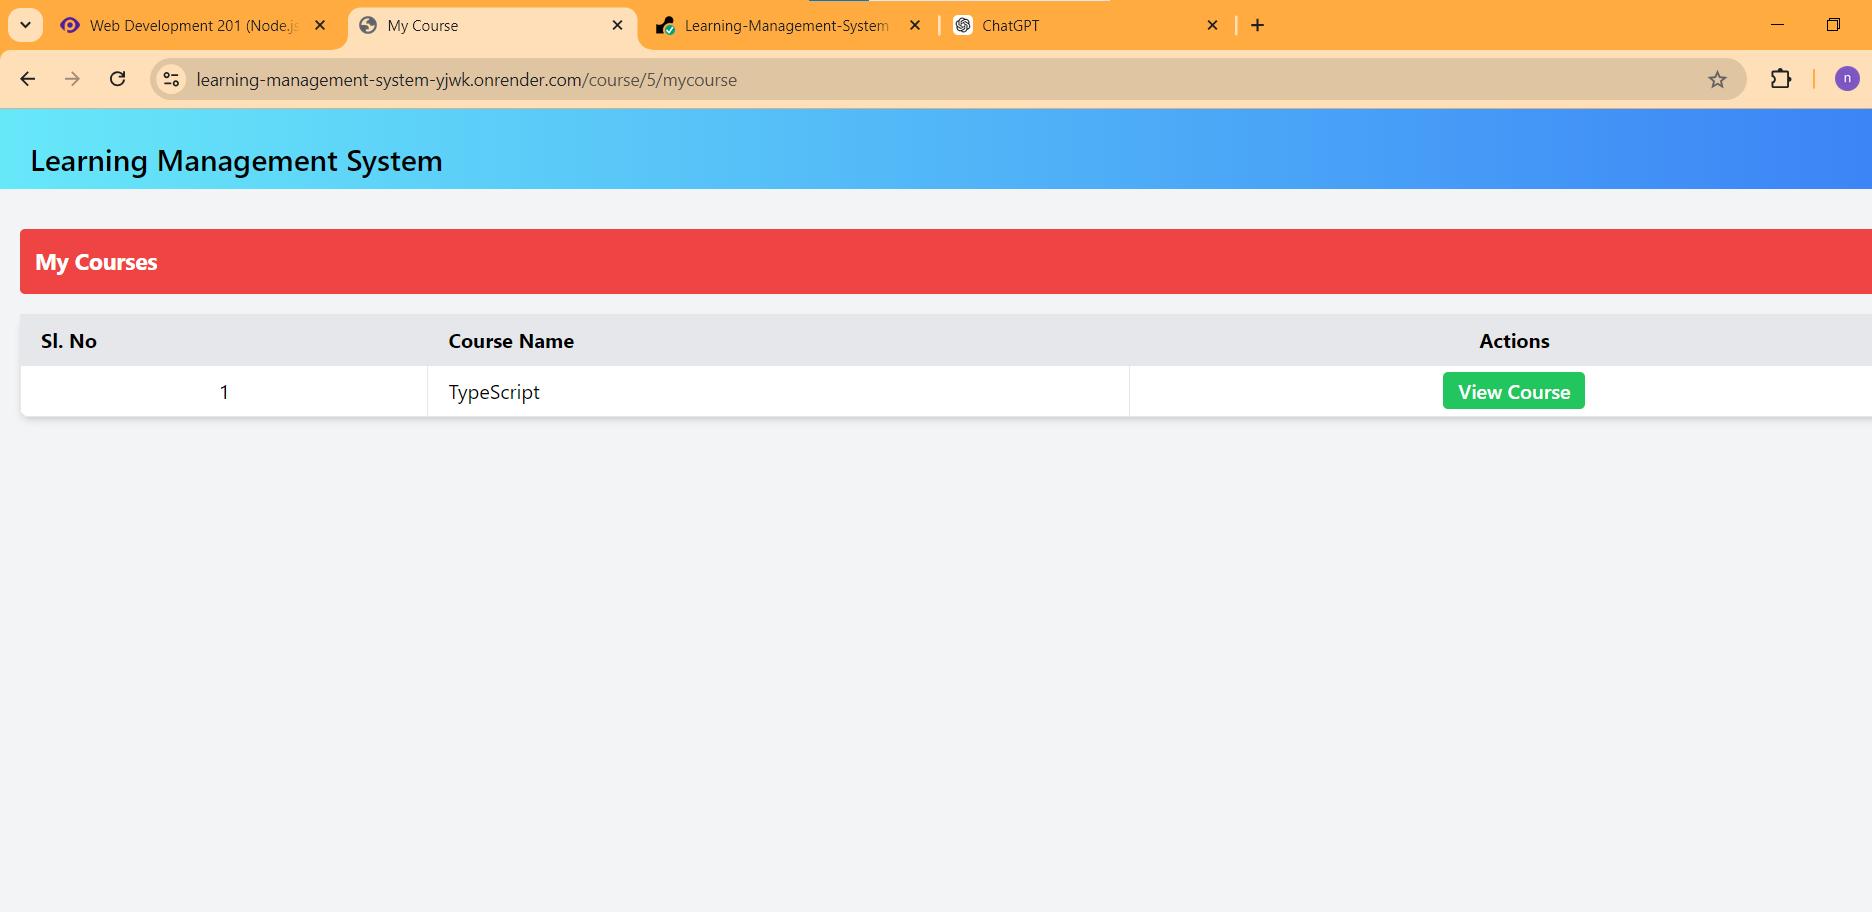 Web Development 201 (Node.js
My Course
Learning-Management-System
ChatGPT
learning-management-system-yjwk.onrender.com/course/5/mycourse
n
Learning Management System
My Courses
Sl. No Course Name Actions
1 TypeScript View Course